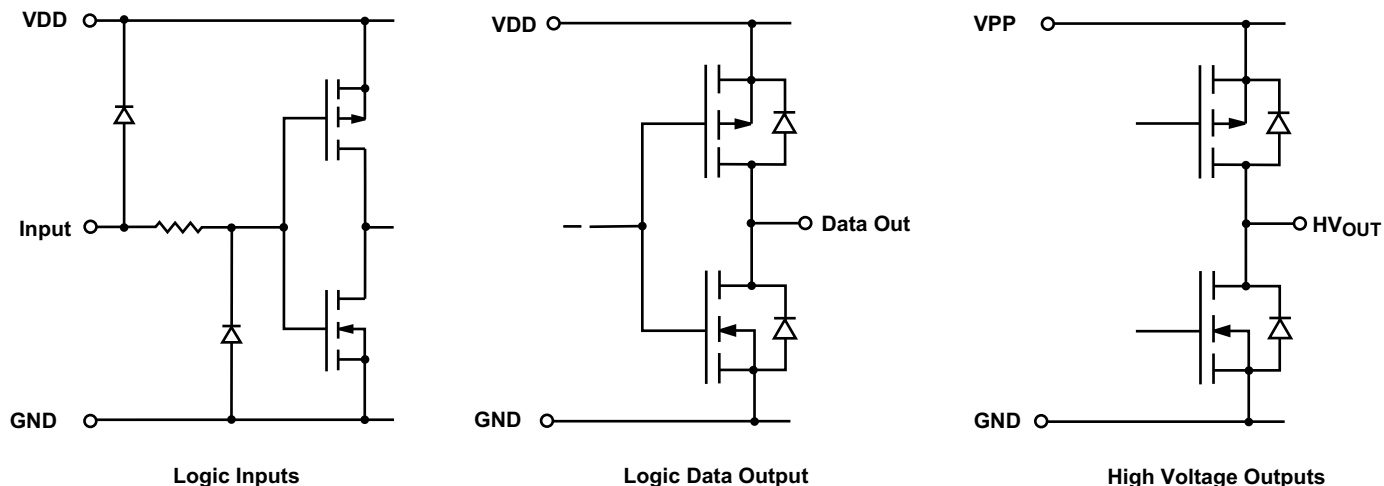 VDD
Input
GND
Logic Inputs
VDD
Data Out
GND
Logic Data Output
VPP
HVOUT
GND
High Voltage Outputs